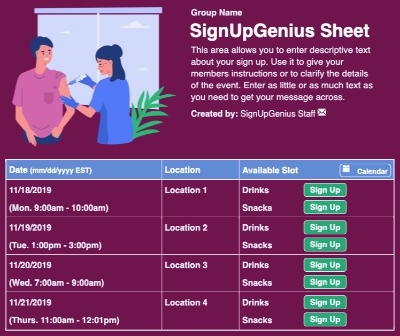 Group Name
SignUpGenius Sheet
This area allows you to enter descriptive text
about your sign up. Use it to give your
members instructions or to clarify the details
of the event. Enter as little or as much text as
you need to get your message across.
Created by: SignUpGenius Staff
Date (mm/dd/yyyy EST) Location Available Slot Calendar
11/18/2019 Location 1 Drinks Sign Up
(Mon. 9:00am - 10:00am) Snacks Sign Up
11/19/2019 Location 2 Drinks Sign Up
(Tue. 1:00pm - 3:00pm) Snacks Sign Up
11/20/2019 Location 3 Drinks Sign Up
(Wed. 7:00am - 9:00am) Snacks Sign Up
11/21/2019 Location 4 Drinks Sign Up
(Thurs. 11:00am - 12:01pm) Snacks Sign Up